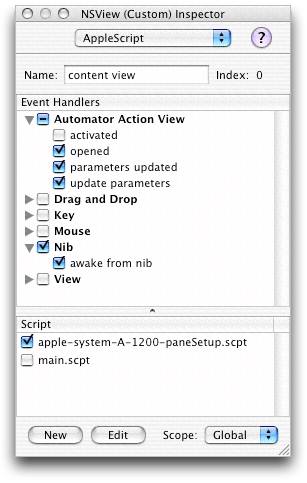 NSView (Custom) Inspector
AppleScript
?
Name: content view Index: 0
Event Handlers
Automator Action View
activated
opened
parameters updated
update parameters
Drag and Drop
Key
Mouse
Nib
awake from nib
View
Script
apple-system-A-1200-paneSetup.scpt
main.scpt
New Edit Scope: Global